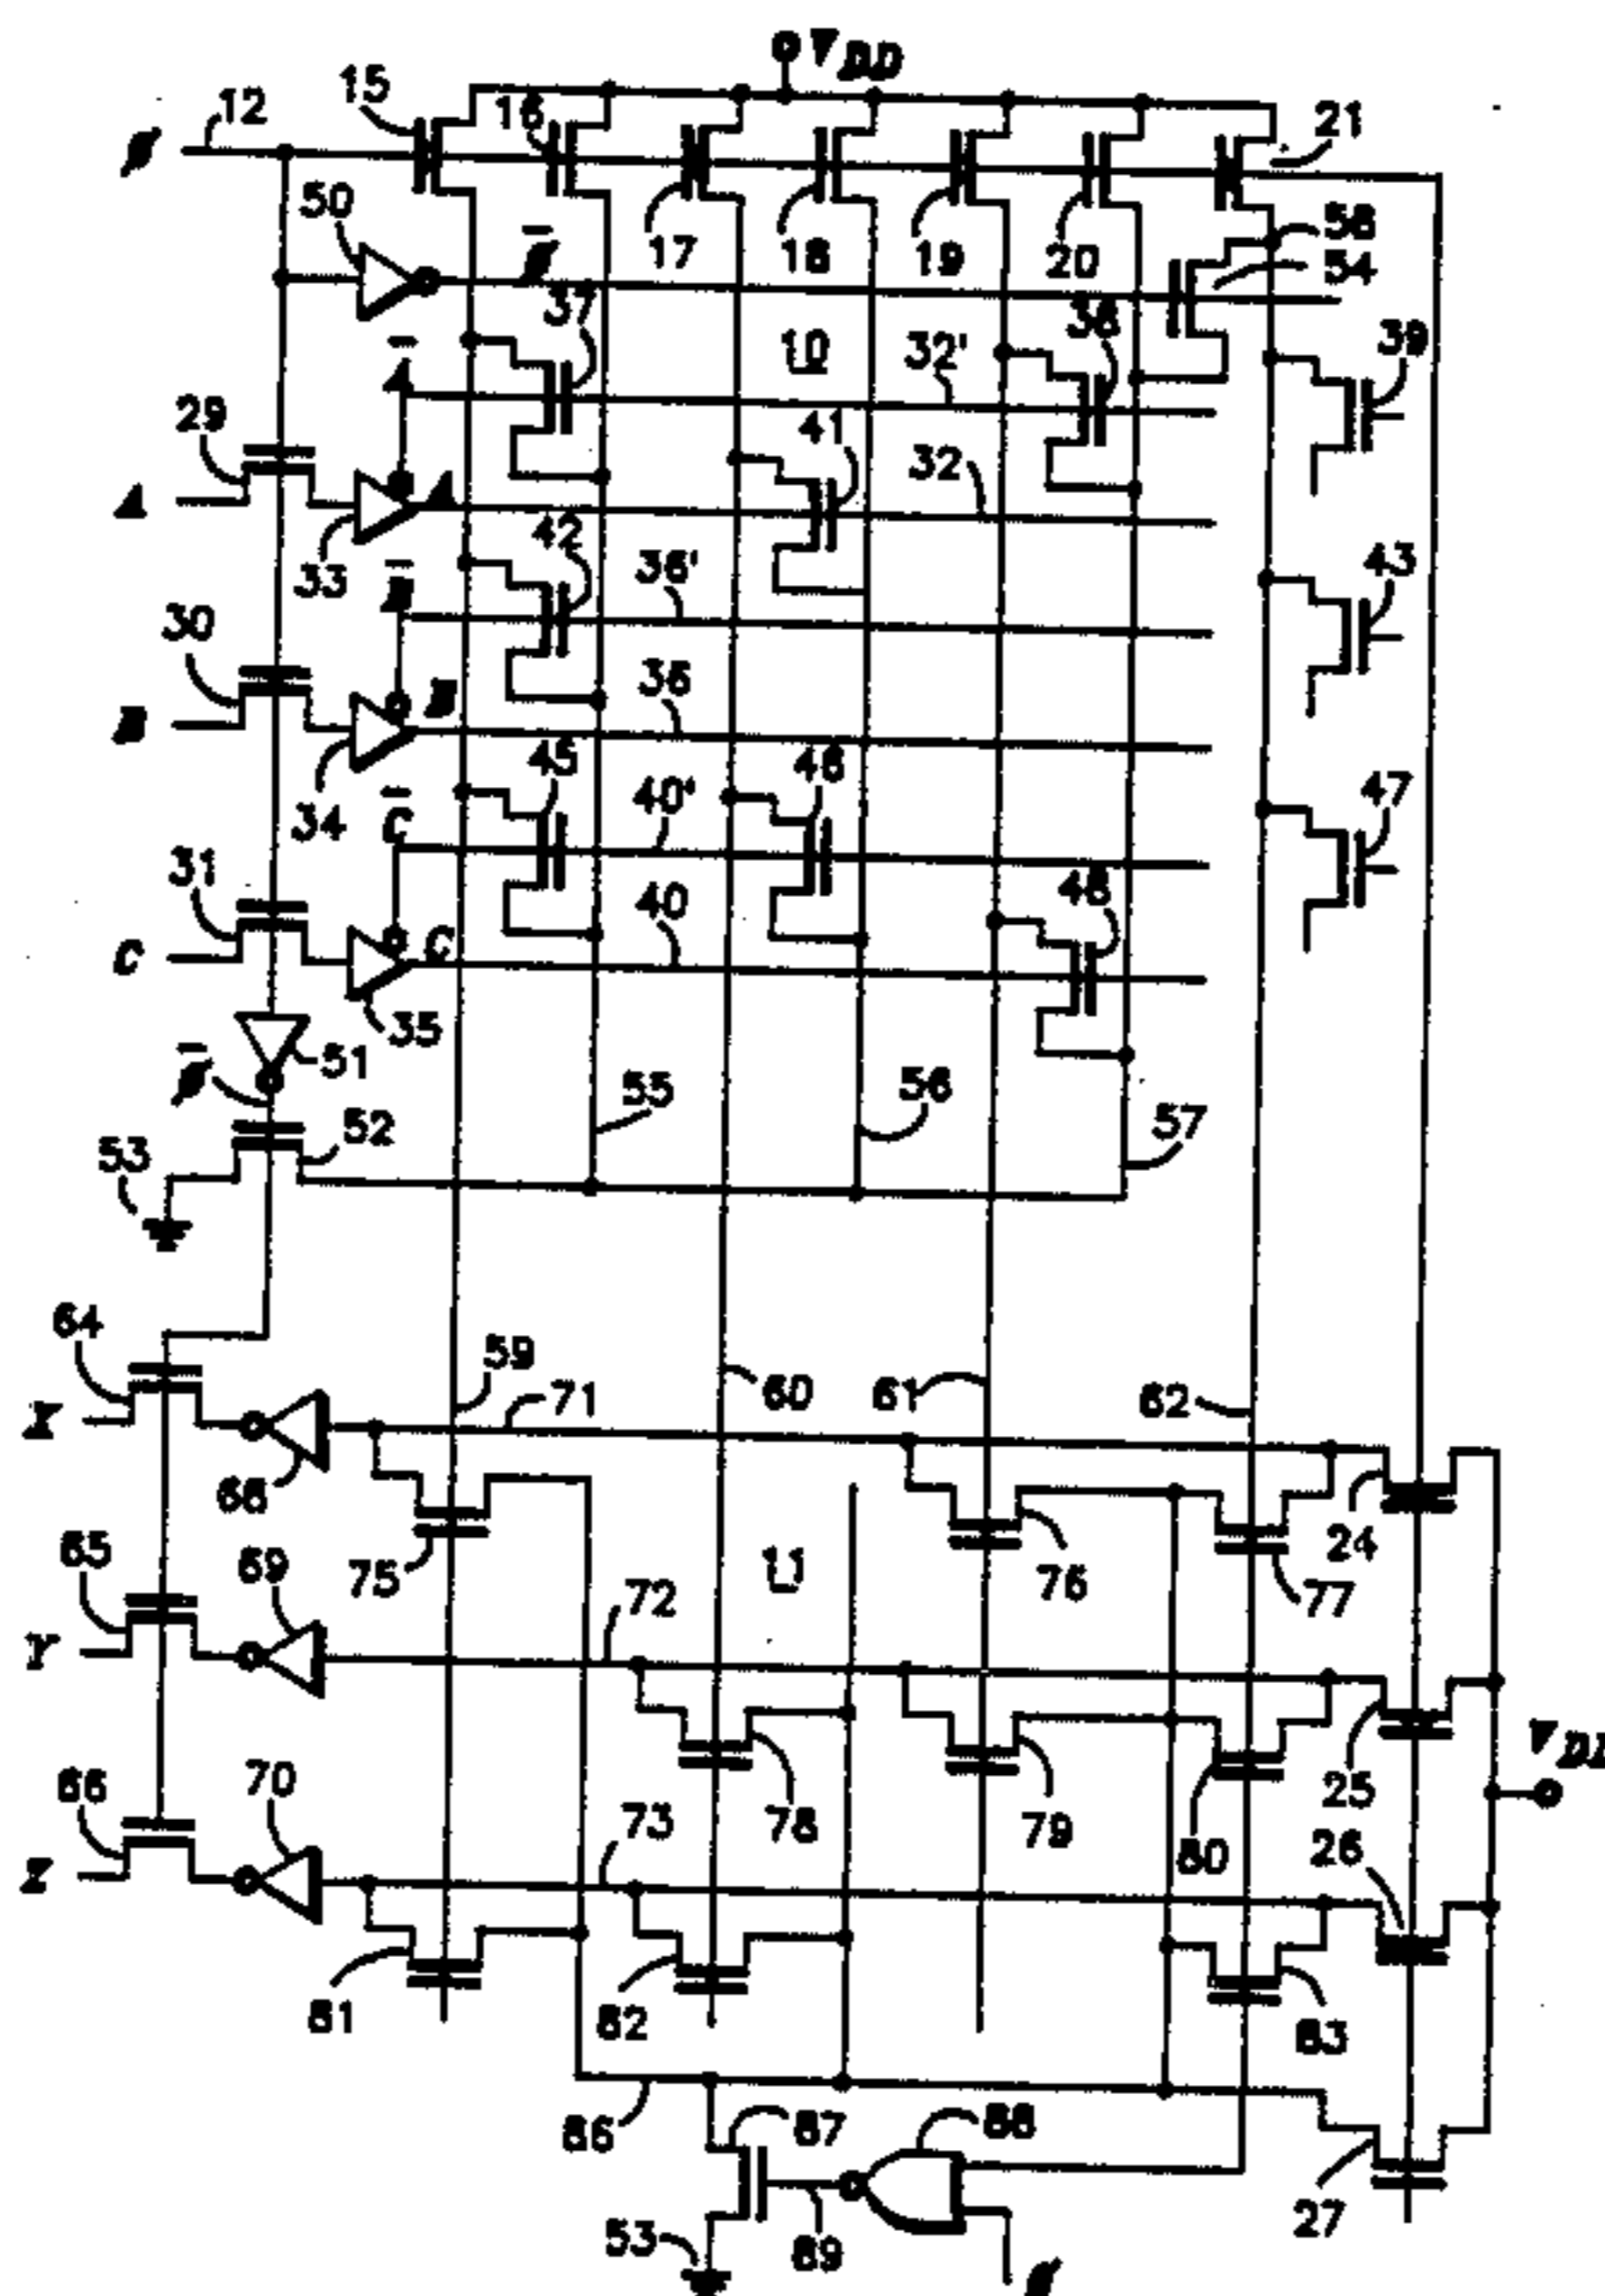 V_DD
12 15 16 21
ϕ
50 ϕ̅ 17 18 19 20 58
54
37 10 32' 38 39
A̅
29 41 32
A A
33 42 43
B̅ 36'
30 36
B B
34 45 40' 46 47
C̅
31 40 48
C C
35
ϕ̅ 51 55 56
52 57
53
64 59 71 60 61 62
X
68 75 76 24
77
65 69 72 11
Y
V_DD
66 70 73 78 79 80 25
26
Z
81 82 83
86 87 88
53 89 27
ϕ